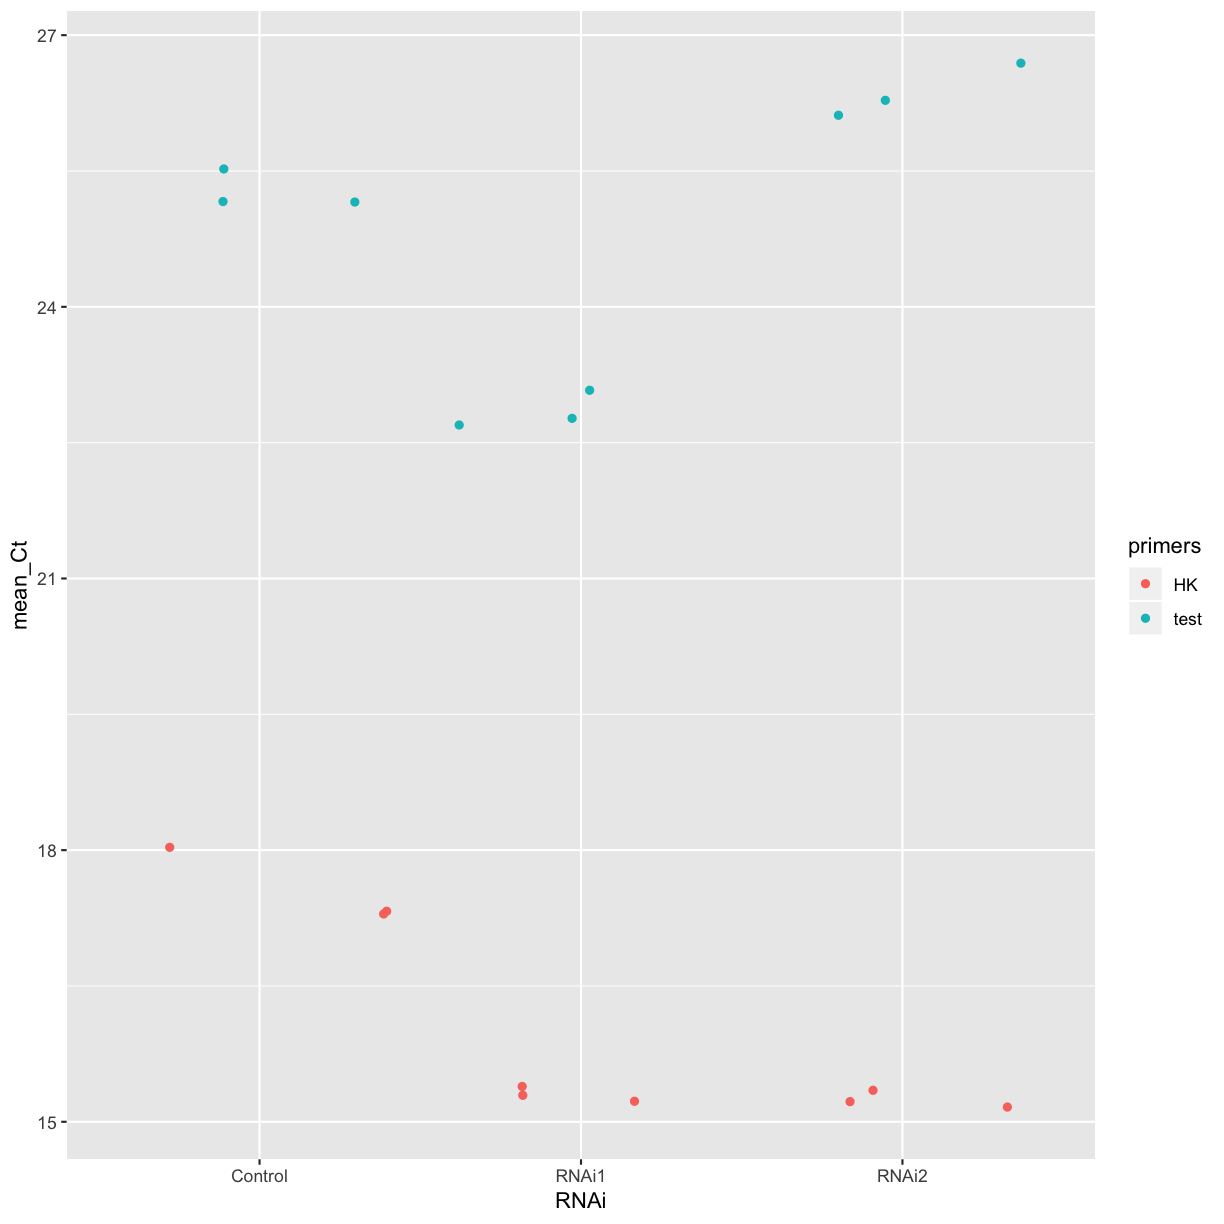 27
24
21
18
15
mean_Ct
Control RNAi1 RNAi2
RNAi
primers
HK
test